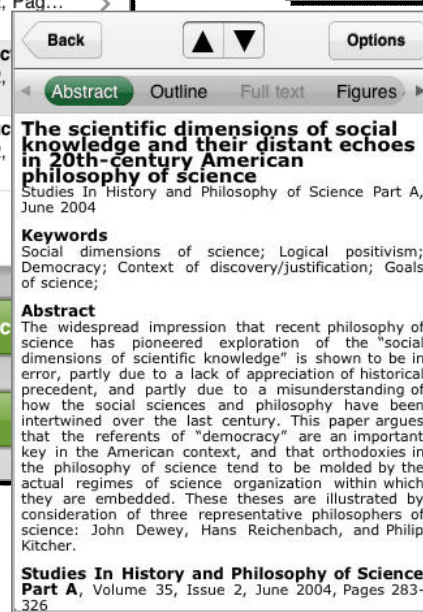 , Pag...
Back
Options
Abstract Outline Full text Figures
The scientific dimensions of social
knowledge and their distant echoes
in 20th-century American
philosophy of science
Studies In History and Philosophy of Science Part A,
June 2004
Keywords
Social dimensions of science; Logical positivism;
Democracy; Context of discovery/justification; Goals
of science;
Abstract
The widespread impression that recent philosophy of
science has pioneered exploration of the "social
dimensions of scientific knowledge" is shown to be in
error, partly due to a lack of appreciation of historical
precedent, and partly due to a misunderstanding of
how the social sciences and philosophy have been
intertwined over the last century. This paper argues
that the referents of "democracy" are an important
key in the American context, and that orthodoxies in
the philosophy of science tend to be molded by the
actual regimes of science organization within which
they are embedded. These theses are illustrated by
consideration of three representative philosophers of
science: John Dewey, Hans Reichenbach, and Philip
Kitcher.
Studies In History and Philosophy of Science
Part A, Volume 35, Issue 2, June 2004, Pages 283-
326